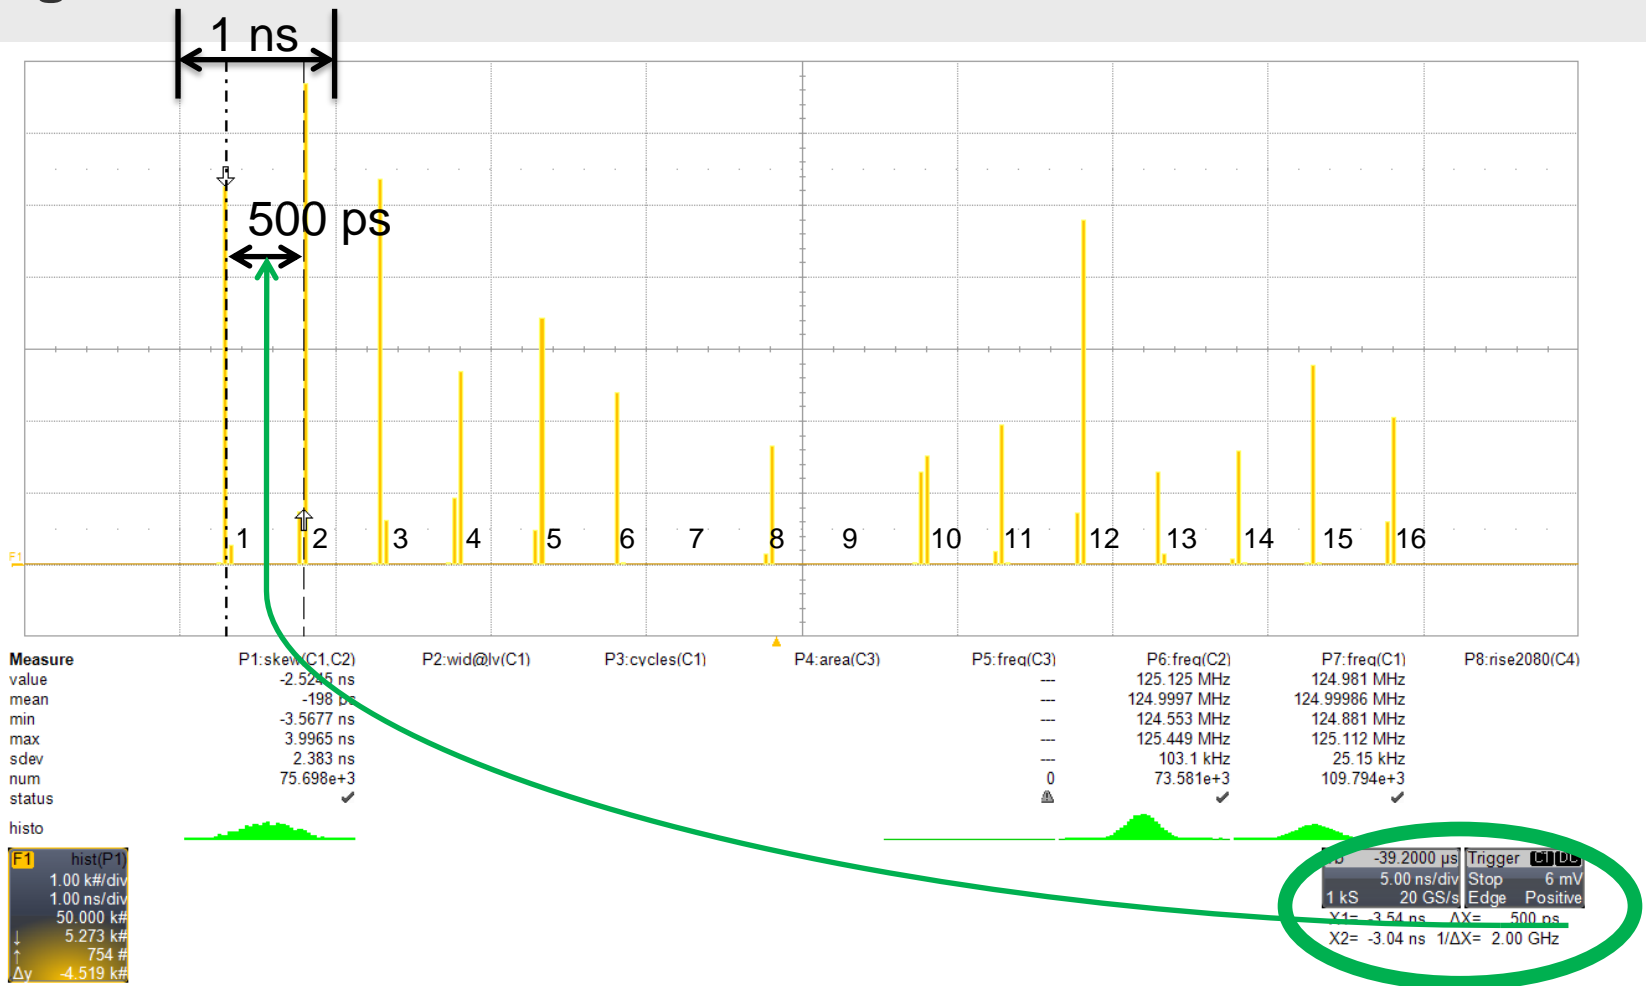 1 ns
500 ps
1 2 3 4 5 6 7 8 9 10 11 12 13 14 15 16
F1
Measure P1:skew(C1,C2) P2:wid@lv(C1) P3:cycles(C1) P4:area(C3) P5:freq(C3) P6:freq(C2) P7:freq(C1) P8:rise2080(C4)
value -2.5245 ns --- 125.125 MHz 124.981 MHz
mean -198 ps --- 124.9997 MHz 124.99986 MHz
min -3.5677 ns --- 124.553 MHz 124.881 MHz
max 3.9965 ns --- 125.449 MHz 125.112 MHz
sdev 2.383 ns --- 103.1 kHz 25.15 kHz
num 75.698e+3 0 73.581e+3 109.794e+3
status
histo
F1 hist(P1)
1.00 k#/div
1.00 ns/div
50.000 k#
↓ 5.273 k#
↑ 754 #
Δy -4.519 k#
-39.2000 µs Trigger C1 DC
5.00 ns/div Stop 6 mV
1 kS 20 GS/s Edge Positive
X1= -3.54 ns ΔX= 500 ps
X2= -3.04 ns 1/ΔX= 2.00 GHz